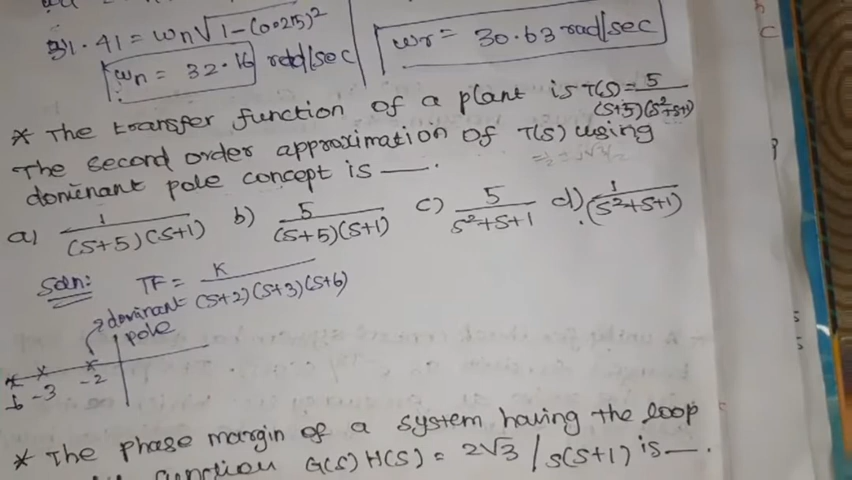 31.41 = ωn√1-(0.215)²
ωn = 32.16 rad/sec
ωr = 30.63 rad/sec
* The transfer function of a plant is T(S) = 5/(S+5)(S²+S+1)
The second order approximation of T(S) using
dominant pole concept is —.
a) 1/(S+5)(S+1) b) 5/(S+5)(S+1) c) 5/S²+S+1 d) 1/(S²+S+1)
Soln: TF = K/(S+2)(S+3)(S+6)
dominant
pole
-6 -3 -2
* The phase margin of a system having the loop
function G(S)H(S) = 2√3/S(S+1) is —.